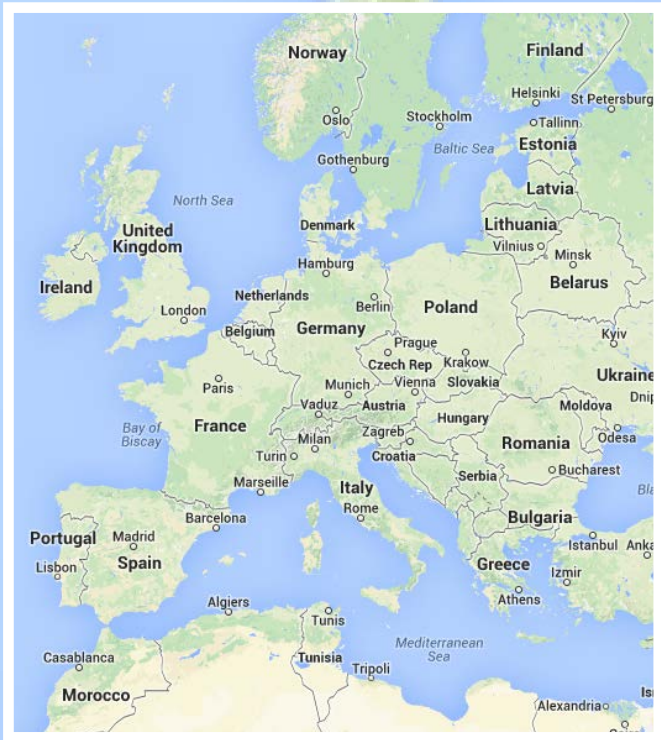 Norway
Finland
Helsinki
St Petersburg
Oslo
Stockholm
Tallinn
Baltic Sea
Estonia
Gothenburg
Latvia
North Sea
Denmark
Lithuania
United
Kingdom
Vilnius
Minsk
Hamburg
Belarus
Ireland
Netherlands
London
Berlin
Poland
Belgium
Germany
Kyiv
Prague
Czech Rep
Krakow
Ukraine
Paris
Munich
Vienna
Slovakia
Dnip
Vaduz
Austria
Moldova
France
Hungary
Bay of
Biscay
Zagreb
Odesa
Milan
Romania
Turin
Croatia
Bucharest
Serbia
Marseille
Italy
Bla
Rome
Barcelona
Bulgaria
Portugal
Madrid
Istanbul
Anka
Spain
Greece
Lisbon
Izmir
Athens
Algiers
Tunis
Mediterranean
Sea
Casablanca
Tunisia
Tripoli
Morocco
Is
Alexandria